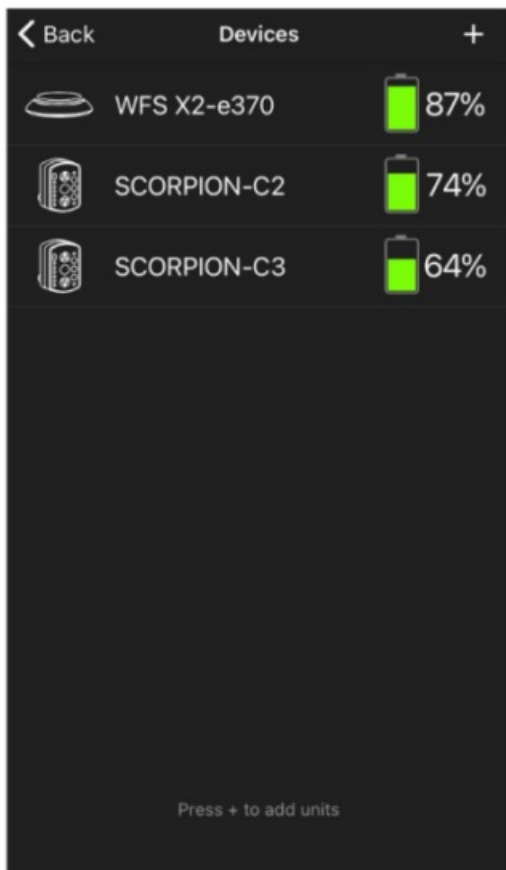 Back Devices +
WFS X2-e370 87%
SCORPION-C2 74%
SCORPION-C3 64%
Press + to add units